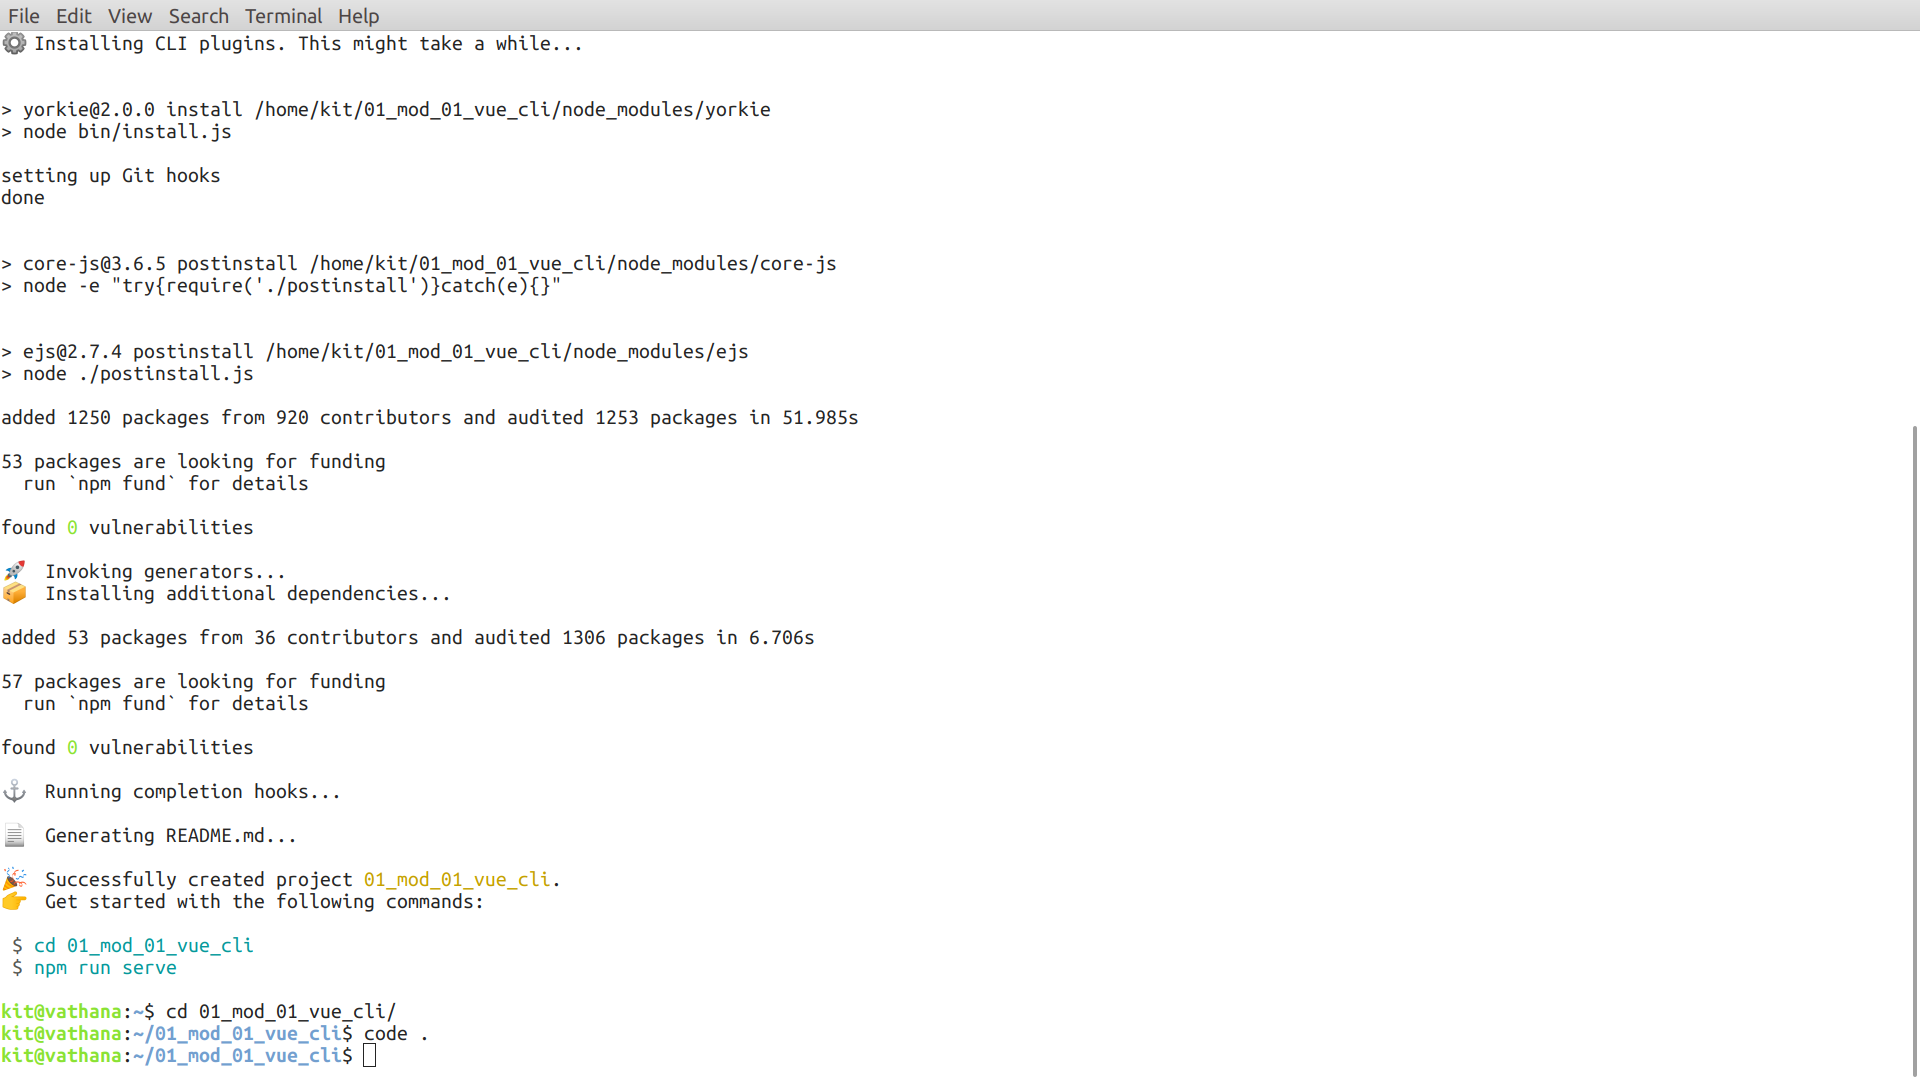 File Edit View Search Terminal Help
⚙ Installing CLI plugins. This might take a while...
> yorkie@2.0.0 install /home/kit/01_mod_01_vue_cli/node_modules/yorkie
> node bin/install.js
setting up Git hooks
done
> core-js@3.6.5 postinstall /home/kit/01_mod_01_vue_cli/node_modules/core-js
> node -e "try{require('./postinstall')}catch(e){}"
> ejs@2.7.4 postinstall /home/kit/01_mod_01_vue_cli/node_modules/ejs
> node ./postinstall.js
added 1250 packages from 920 contributors and audited 1253 packages in 51.985s
53 packages are looking for funding
  run `npm fund` for details
found 0 vulnerabilities
🚀 Invoking generators...
📦 Installing additional dependencies...
added 53 packages from 36 contributors and audited 1306 packages in 6.706s
57 packages are looking for funding
  run `npm fund` for details
found 0 vulnerabilities
⚓ Running completion hooks...
📄 Generating README.md...
🎉 Successfully created project 01_mod_01_vue_cli.
👉 Get started with the following commands:
 $ cd 01_mod_01_vue_cli
 $ npm run serve
kit@vathana:~$ cd 01_mod_01_vue_cli/
kit@vathana:~/01_mod_01_vue_cli$ code .
kit@vathana:~/01_mod_01_vue_cli$